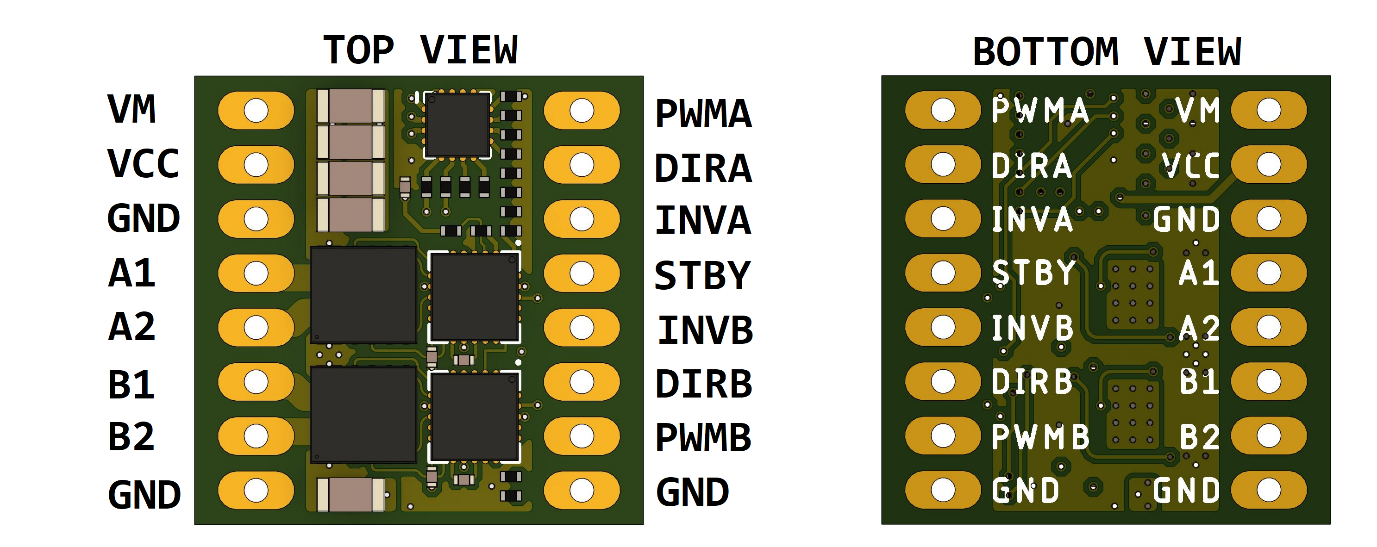 TOP VIEW
VM
VCC
GND
A1
A2
B1
B2
GND
PWMA
DIRA
INVA
STBY
INVB
DIRB
PWMB
GND
BOTTOM VIEW
PWMA VM
DIRA VCC
INVA GND
STBY A1
INVB A2
DIRB B1
PWMB B2
GND GND